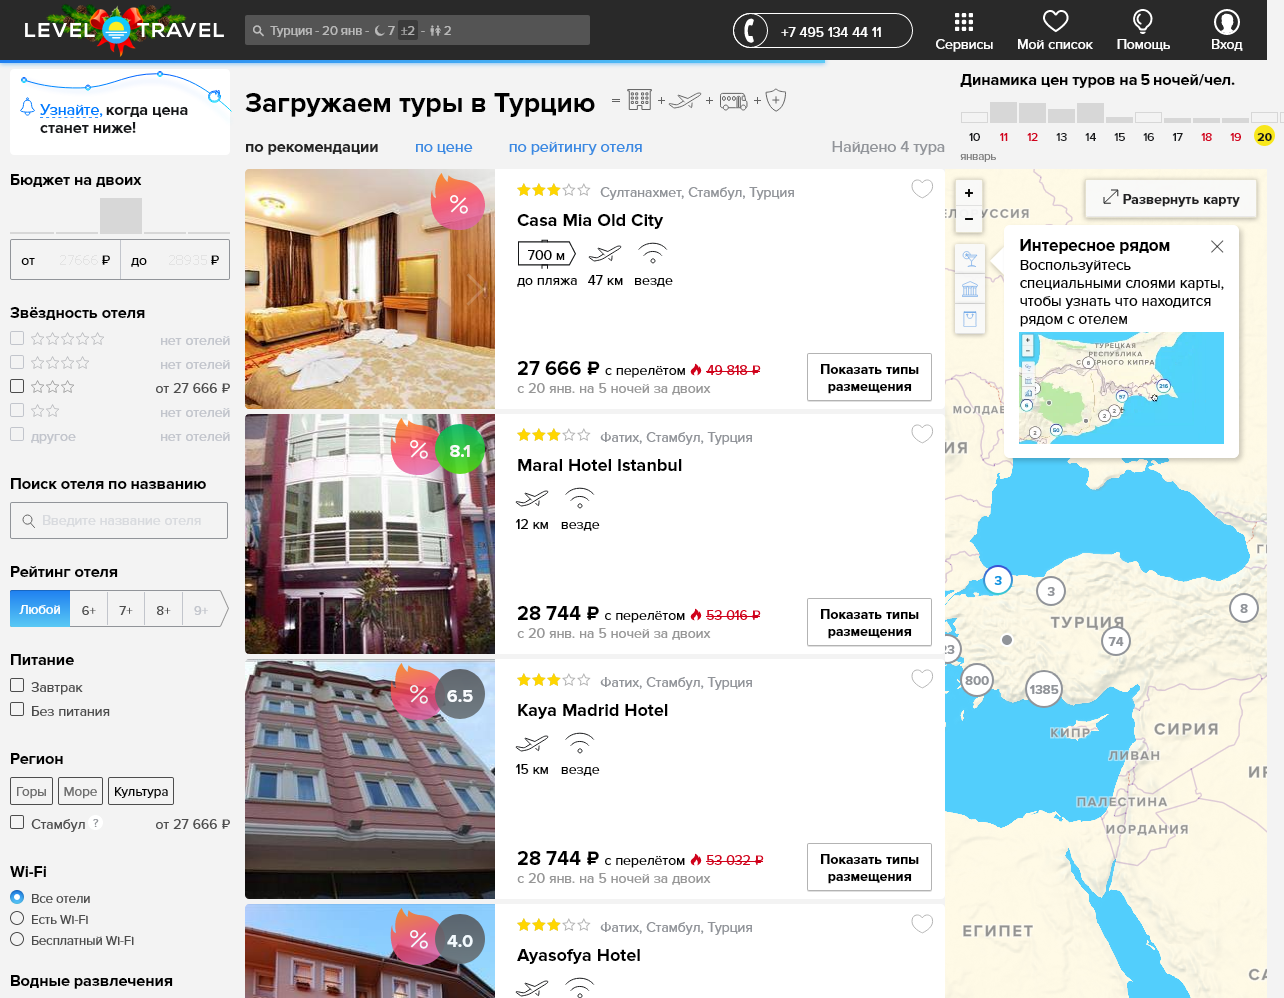 LEVEL TRAVEL
Турция - 20 янв - 7 ±2 - 2
+7 495 134 44 11
Сервисы
Мой список
Помощь
Вход
Узнайте, когда цена
станет ниже!
Загружаем туры в Турцию
= + + +
Динамика цен туров на 5 ночей/чел.
10 11 12 13 14 15 16 17 18 19 20
январь
по рекомендации
по цене
по рейтингу отеля
Найдено 4 тура
Бюджет на двоих
от 27666 ₽ до 28935 ₽
Звёздность отеля
нет отелей
нет отелей
от 27 666 ₽
нет отелей
другое нет отелей
Поиск отеля по названию
Введите название отеля
Рейтинг отеля
Любой 6+ 7+ 8+ 9+
Питание
Завтрак
Без питания
Регион
Горы Море Культура
Стамбул ? от 27 666 ₽
Wi-Fi
Все отели
Есть Wi-Fi
Бесплатный Wi-Fi
Водные развлечения
%
Султанахмет, Стамбул, Турция
Casa Mia Old City
700 м
до пляжа 47 км везде
27 666 ₽ с перелётом 49 818 ₽
с 20 янв. на 5 ночей за двоих
Показать типы
размещения
% 8.1
Фатих, Стамбул, Турция
Maral Hotel Istanbul
12 км везде
28 744 ₽ с перелётом 53 016 ₽
с 20 янв. на 5 ночей за двоих
Показать типы
размещения
% 6.5
Фатих, Стамбул, Турция
Kaya Madrid Hotel
15 км везде
28 744 ₽ с перелётом 53 032 ₽
с 20 янв. на 5 ночей за двоих
Показать типы
размещения
% 4.0
Фатих, Стамбул, Турция
Ayasofya Hotel
+
−
Развернуть карту
Интересное рядом
Воспользуйтесь
специальными слоями карты,
чтобы узнать что находится
рядом с отелем
ТУРЕЦКАЯ
РЕСПУБЛИКА
СЕВЕРНОГО КИПРА
МОЛДАВ
ИЯ
3
3
8
ТУРЦИЯ
74
23
800
1385
КИПР
СИРИЯ
ЛИВАН
ПАЛЕСТИНА
ИОРДАНИЯ
ЕГИПЕТ